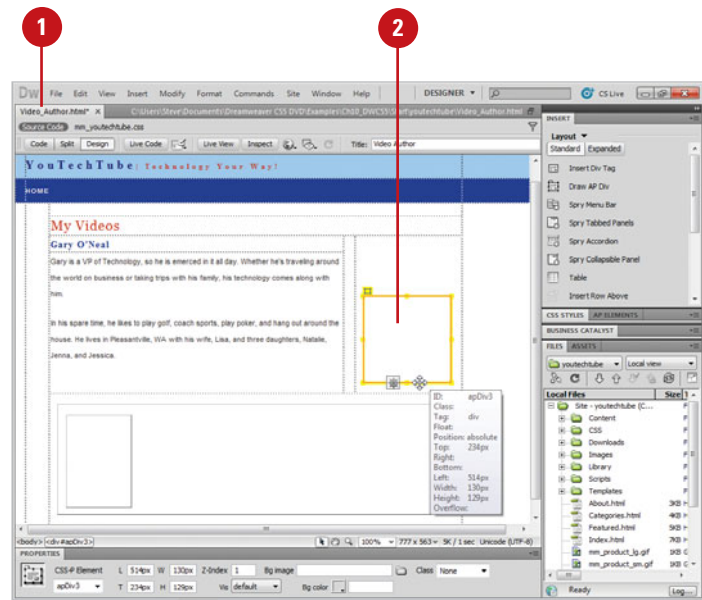 1
2
DW File Edit View Insert Modify Format Commands Site Window Help DESIGNER CS Live
Video_Author.html* × C:\Users\Steve\Documents\Dreamweaver CS5 DVD\Examples\Ch10_DWCS5\Start\youtechtube\Video_Author.html
Source Code mm_youtechtube.css
Code Split Design Live Code Live View Inspect Title: Video Author
YouTechTube| Technology Your Way!
HOME
My Videos
Gary O'Neal
Gary is a VP of Technology, so he is emerced in it all day. Whether he's traveling around
the world on business or taking trips with his family, his technology comes along with
him.
In his spare time, he likes to play golf, coach sports, play poker, and hang out around the
house. He lives in Pleasantville, WA with his wife, Lisa, and three daughters, Natalie,
Jenna, and Jessica.
ID: apDiv3
Class:
Tag: div
Float:
Position: absolute
Top: 234px
Right:
Bottom:
Left: 514px
Width: 130px
Height: 129px
Overflow:
<body> <div#apDiv3> 100% 777 x 563 5K / 1 sec Unicode (UTF-8)
PROPERTIES
CSS-P Element L 514px W 130px Z-Index 1 Bg image Class None
apDiv3 T 234px H 129px Vis default Bg color
INSERT
Layout
Standard Expanded
Insert Div Tag
Draw AP Div
Spry Menu Bar
Spry Tabbed Panels
Spry Accordion
Spry Collapsible Panel
Table
Insert Row Above
CSS STYLES AP ELEMENTS
BUSINESS CATALYST
FILES ASSETS
youtechtube Local view
Local Files Size
Site - youtechtube (C... F
Content F
CSS F
Downloads F
Images F
Library F
Scripts F
Templates F
About.html 3KB H
Categories.html 4KB H
Featured.html 5KB H
Index.html 7KB H
mm_product_lg.gif 1KB G
mm_product_sm.gif 1KB G
Ready Log...